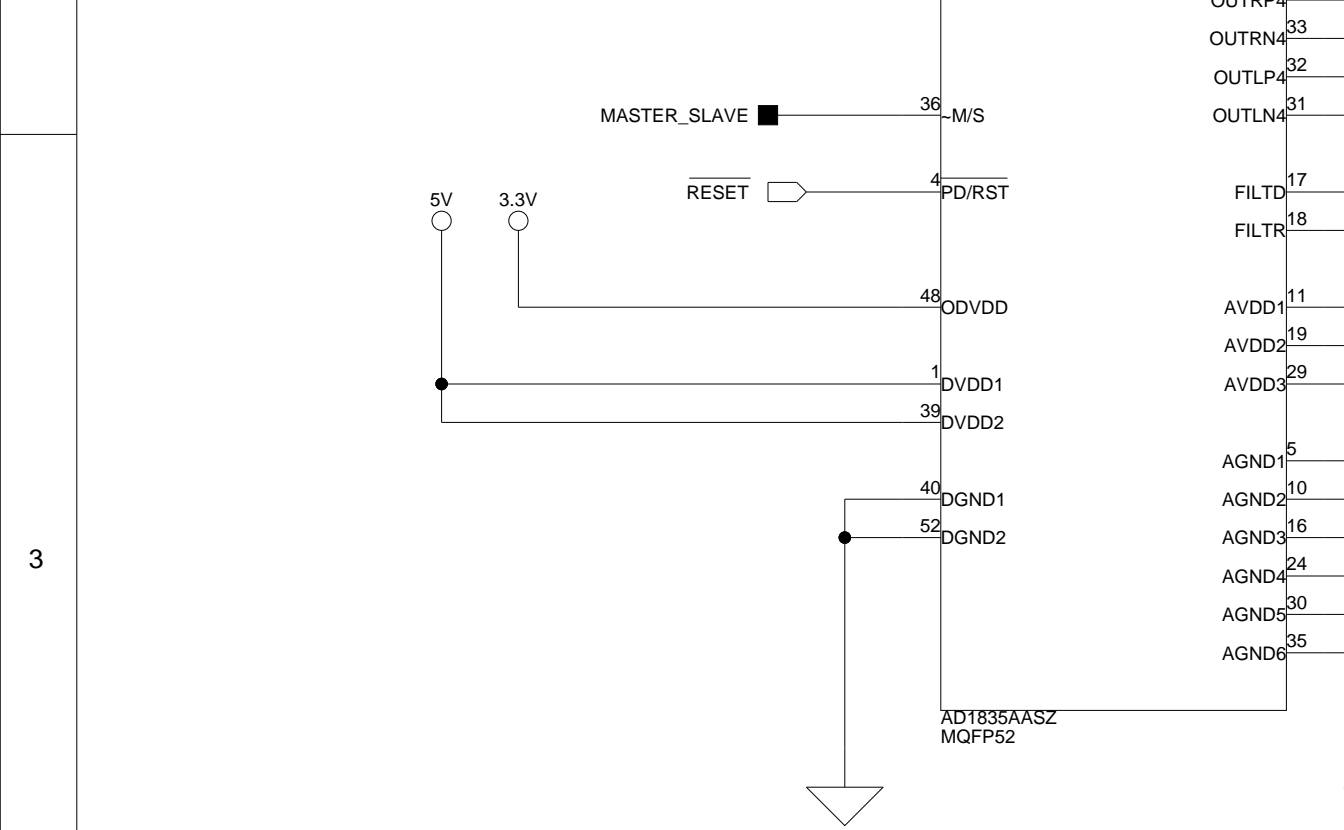 OUTRP4
OUTRN4 33
OUTLP4 32
MASTER_SLAVE 36 ~M/S OUTLN4 31
RESET 4 PD/RST FILTD 17
5V 3.3V
FILTR 18
48 ODVDD AVDD1 11
AVDD2 19
1 DVDD1 AVDD3 29
39 DVDD2
AGND1 5
40 DGND1 AGND2 10
52 DGND2 AGND3 16
3
AGND4 24
AGND5 30
AGND6 35
AD1835AASZ
MQFP52